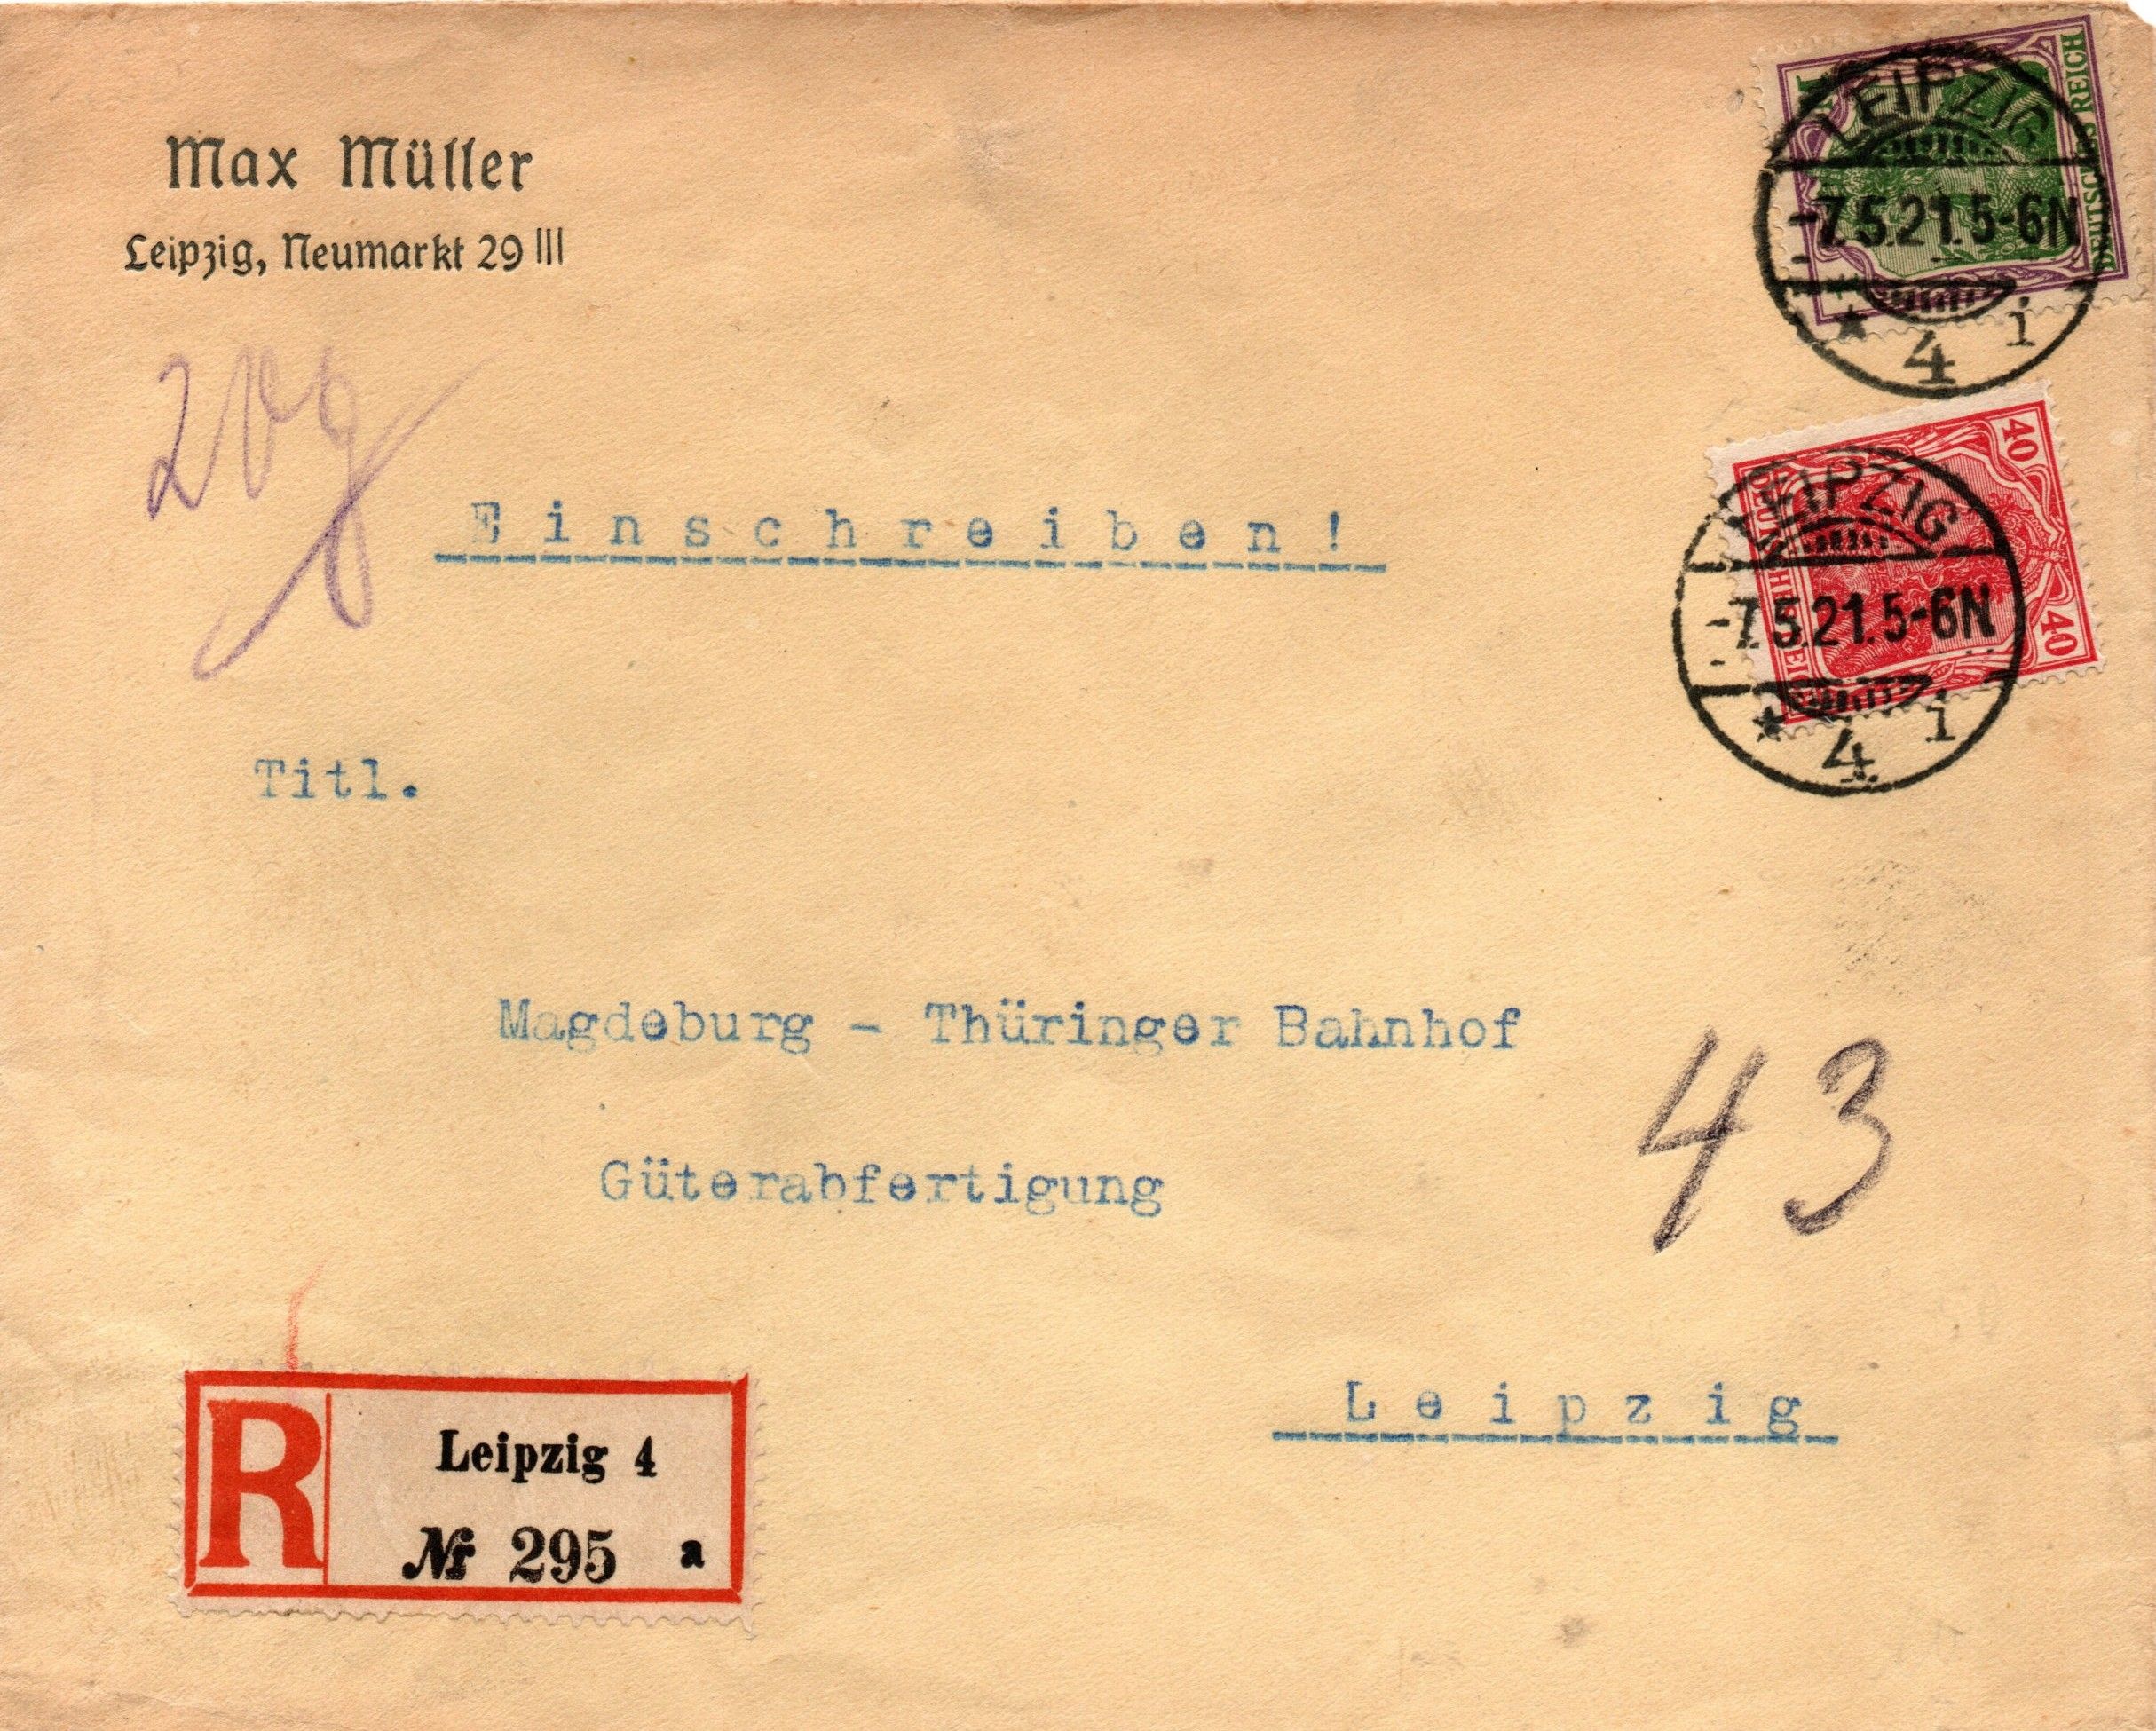 Max Müller
Leipzig, Neumarkt 29 III
20g
Einschreiben!
Titl.
Magdeburg - Thüringer Bahnhof
Güterabfertigung
43
Leipzig
R
Leipzig 4
№ 295 a
DEUTSCHES REICH
LEIPZIG
-7.5.21.5-6N
* 4 i
40
40
LEIPZIG
-7.5.21.5-6N
* 4 i